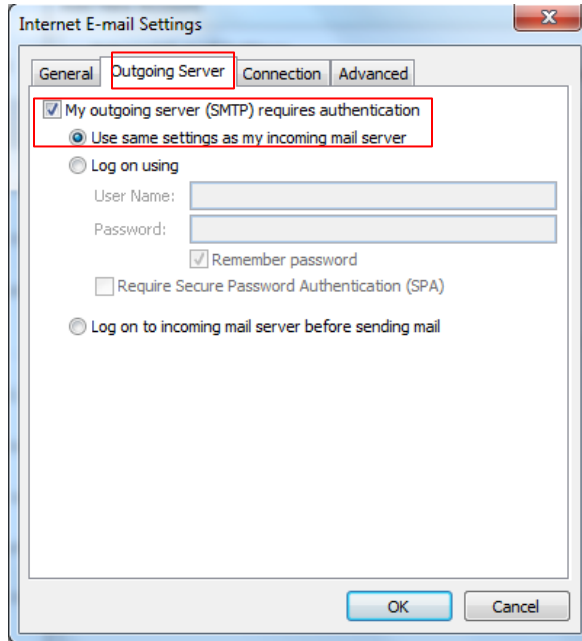 Internet E-mail Settings
General Outgoing Server Connection Advanced
My outgoing server (SMTP) requires authentication
Use same settings as my incoming mail server
Log on using
User Name:
Password:
Remember password
Require Secure Password Authentication (SPA)
Log on to incoming mail server before sending mail
OK Cancel